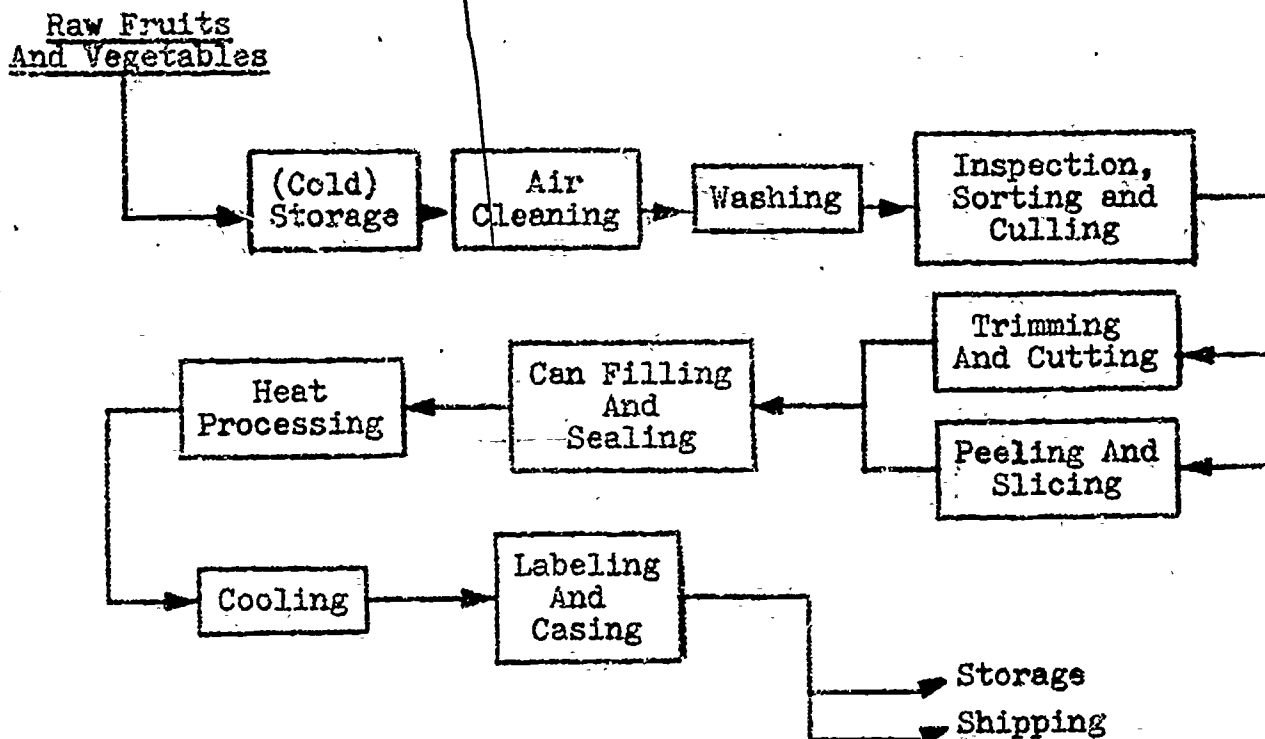 Raw Fruits
And Vegetables
(Cold)
Storage
Air
Cleaning
Washing
Inspection,
Sorting and
Culling
Trimming
And Cutting
Peeling And
Slicing
Can Filling
And
Sealing
Heat
Processing
Cooling
Labeling
And
Casing
Storage
Shipping